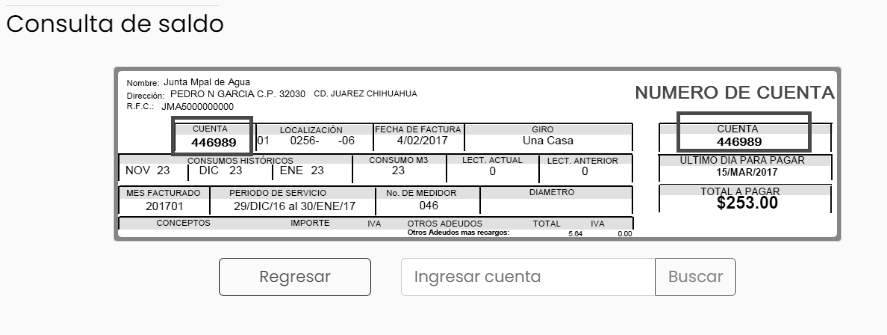 Consulta de saldo
Nombre: Junta Mpal de Agua
Dirección: PEDRO N GARCIA C.P. 32030 CD. JUAREZ CHIHUAHUA
R.F.C.: JMA5000000000
NUMERO DE CUENTA
CUENTA LOCALIZACIÓN FECHA DE FACTURA GIRO CUENTA
446989 01 0256- -06 4/02/2017 Una Casa 446989
CONSUMOS HISTÓRICOS CONSUMO M3 LECT. ACTUAL LECT. ANTERIOR ULTIMO DIA PARA PAGAR
NOV 23 DIC 23 ENE 23 23 0 0 15/MAR/2017
MES FACTURADO PERIODO DE SERVICIO No. DE MEDIDOR DIAMETRO TOTAL A PAGAR
201701 29/DIC/16 al 30/ENE/17 046 $253.00
CONCEPTOS IMPORTE IVA OTROS ADEUDOS TOTAL IVA
Otros Adeudos mas recargos: 5.64 0.00
Regresar Ingresar cuenta Buscar